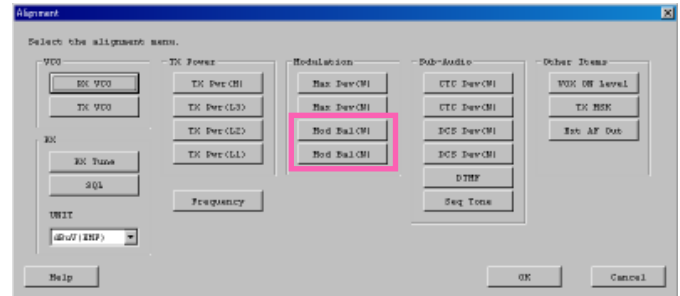 Alignment
Select the alignment menu.
VCO
RX VCO
TX VCO
RX
RX Tune
SQL
UNIT
dBuV(EMF)
TX Power
TX Pwr(H)
TX Pwr(L3)
TX Pwr(L2)
TX Pwr(L1)
Frequency
Modulation
Max Dev(W)
Max Dev(N)
Mod Bal(W)
Mod Bal(N)
Sub-Audio
CTC Dev(W)
CTC Dev(N)
DCS Dev(W)
DCS Dev(N)
DTMF
Seq Tone
Other Items
VOX ON Level
TX MSK
Ext AF Out
Help
OK
Cancel